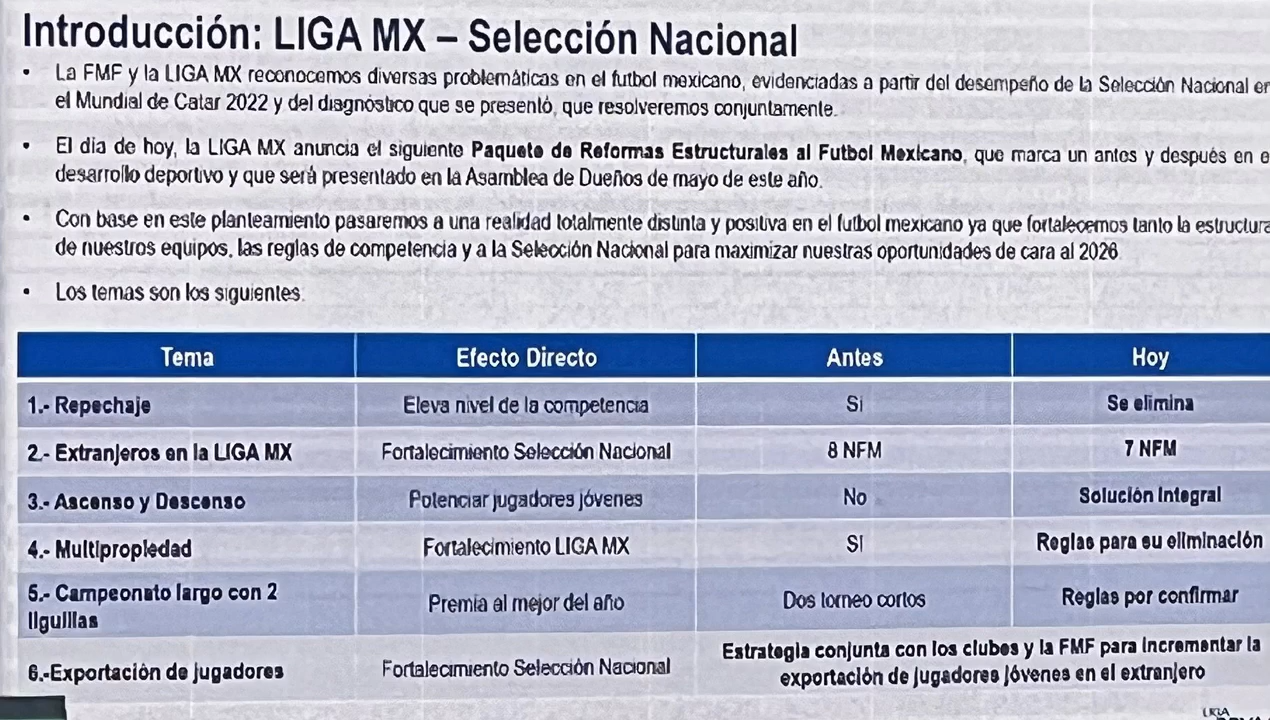 Introducción: LIGA MX – Selección Nacional
• La FMF y la LIGA MX reconocemos diversas problemáticas en el futbol mexicano, evidenciadas a partir del desempeño de la Selección Nacional en
el Mundial de Catar 2022 y del diagnóstico que se presentó, que resolveremos conjuntamente.
• El día de hoy, la LIGA MX anuncia el siguiente Paquete de Reformas Estructurales al Futbol Mexicano, que marca un antes y después en e
desarrollo deportivo y que será presentado en la Asamblea de Dueños de mayo de este año.
• Con base en este planteamiento pasaremos a una realidad totalmente distinta y positiva en el futbol mexicano ya que fortalecemos tanto la estructura
de nuestros equipos, las reglas de competencia y a la Selección Nacional para maximizar nuestras oportunidades de cara al 2026.
• Los temas son los siguientes.
Tema Efecto Directo Antes Hoy
1.- Repechaje Eleva nivel de la competencia Sí Se elimina
2.- Extranjeros en la LIGA MX Fortalecimiento Selección Nacional 8 NFM 7 NFM
3.- Ascenso y Descenso Potenciar jugadores jóvenes No Solución Integral
4.- Multipropiedad Fortalecimiento LIGA MX SI Reglas para su eliminación
5.- Campeonato largo con 2
liguillas Premia al mejor del año Dos torneo cortos Reglas por confirmar
6.-Exportación de jugadores Fortalecimiento Selección Nacional Estrategia conjunta con los clubes y la FMF para incrementar la
exportación de jugadores jóvenes en el extranjero
LIGA